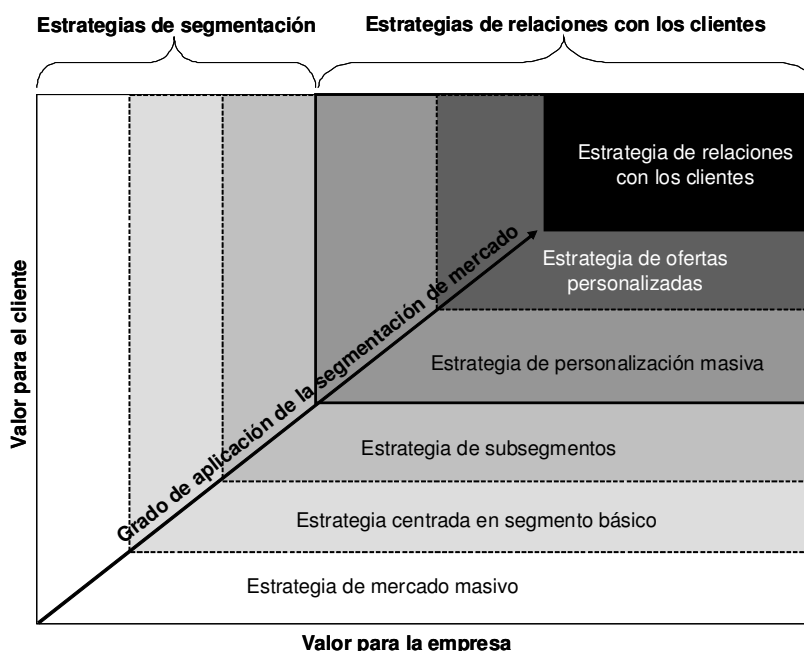 Estrategias de segmentación
Estrategias de relaciones con los clientes
Estrategia de relaciones
con los clientes
Estrategia de ofertas
personalizadas
Estrategia de personalización masiva
Estrategia de subsegmentos
Estrategia centrada en segmento básico
Estrategia de mercado masivo
Grado de aplicación de la segmentación de mercado
Valor para el cliente
Valor para la empresa